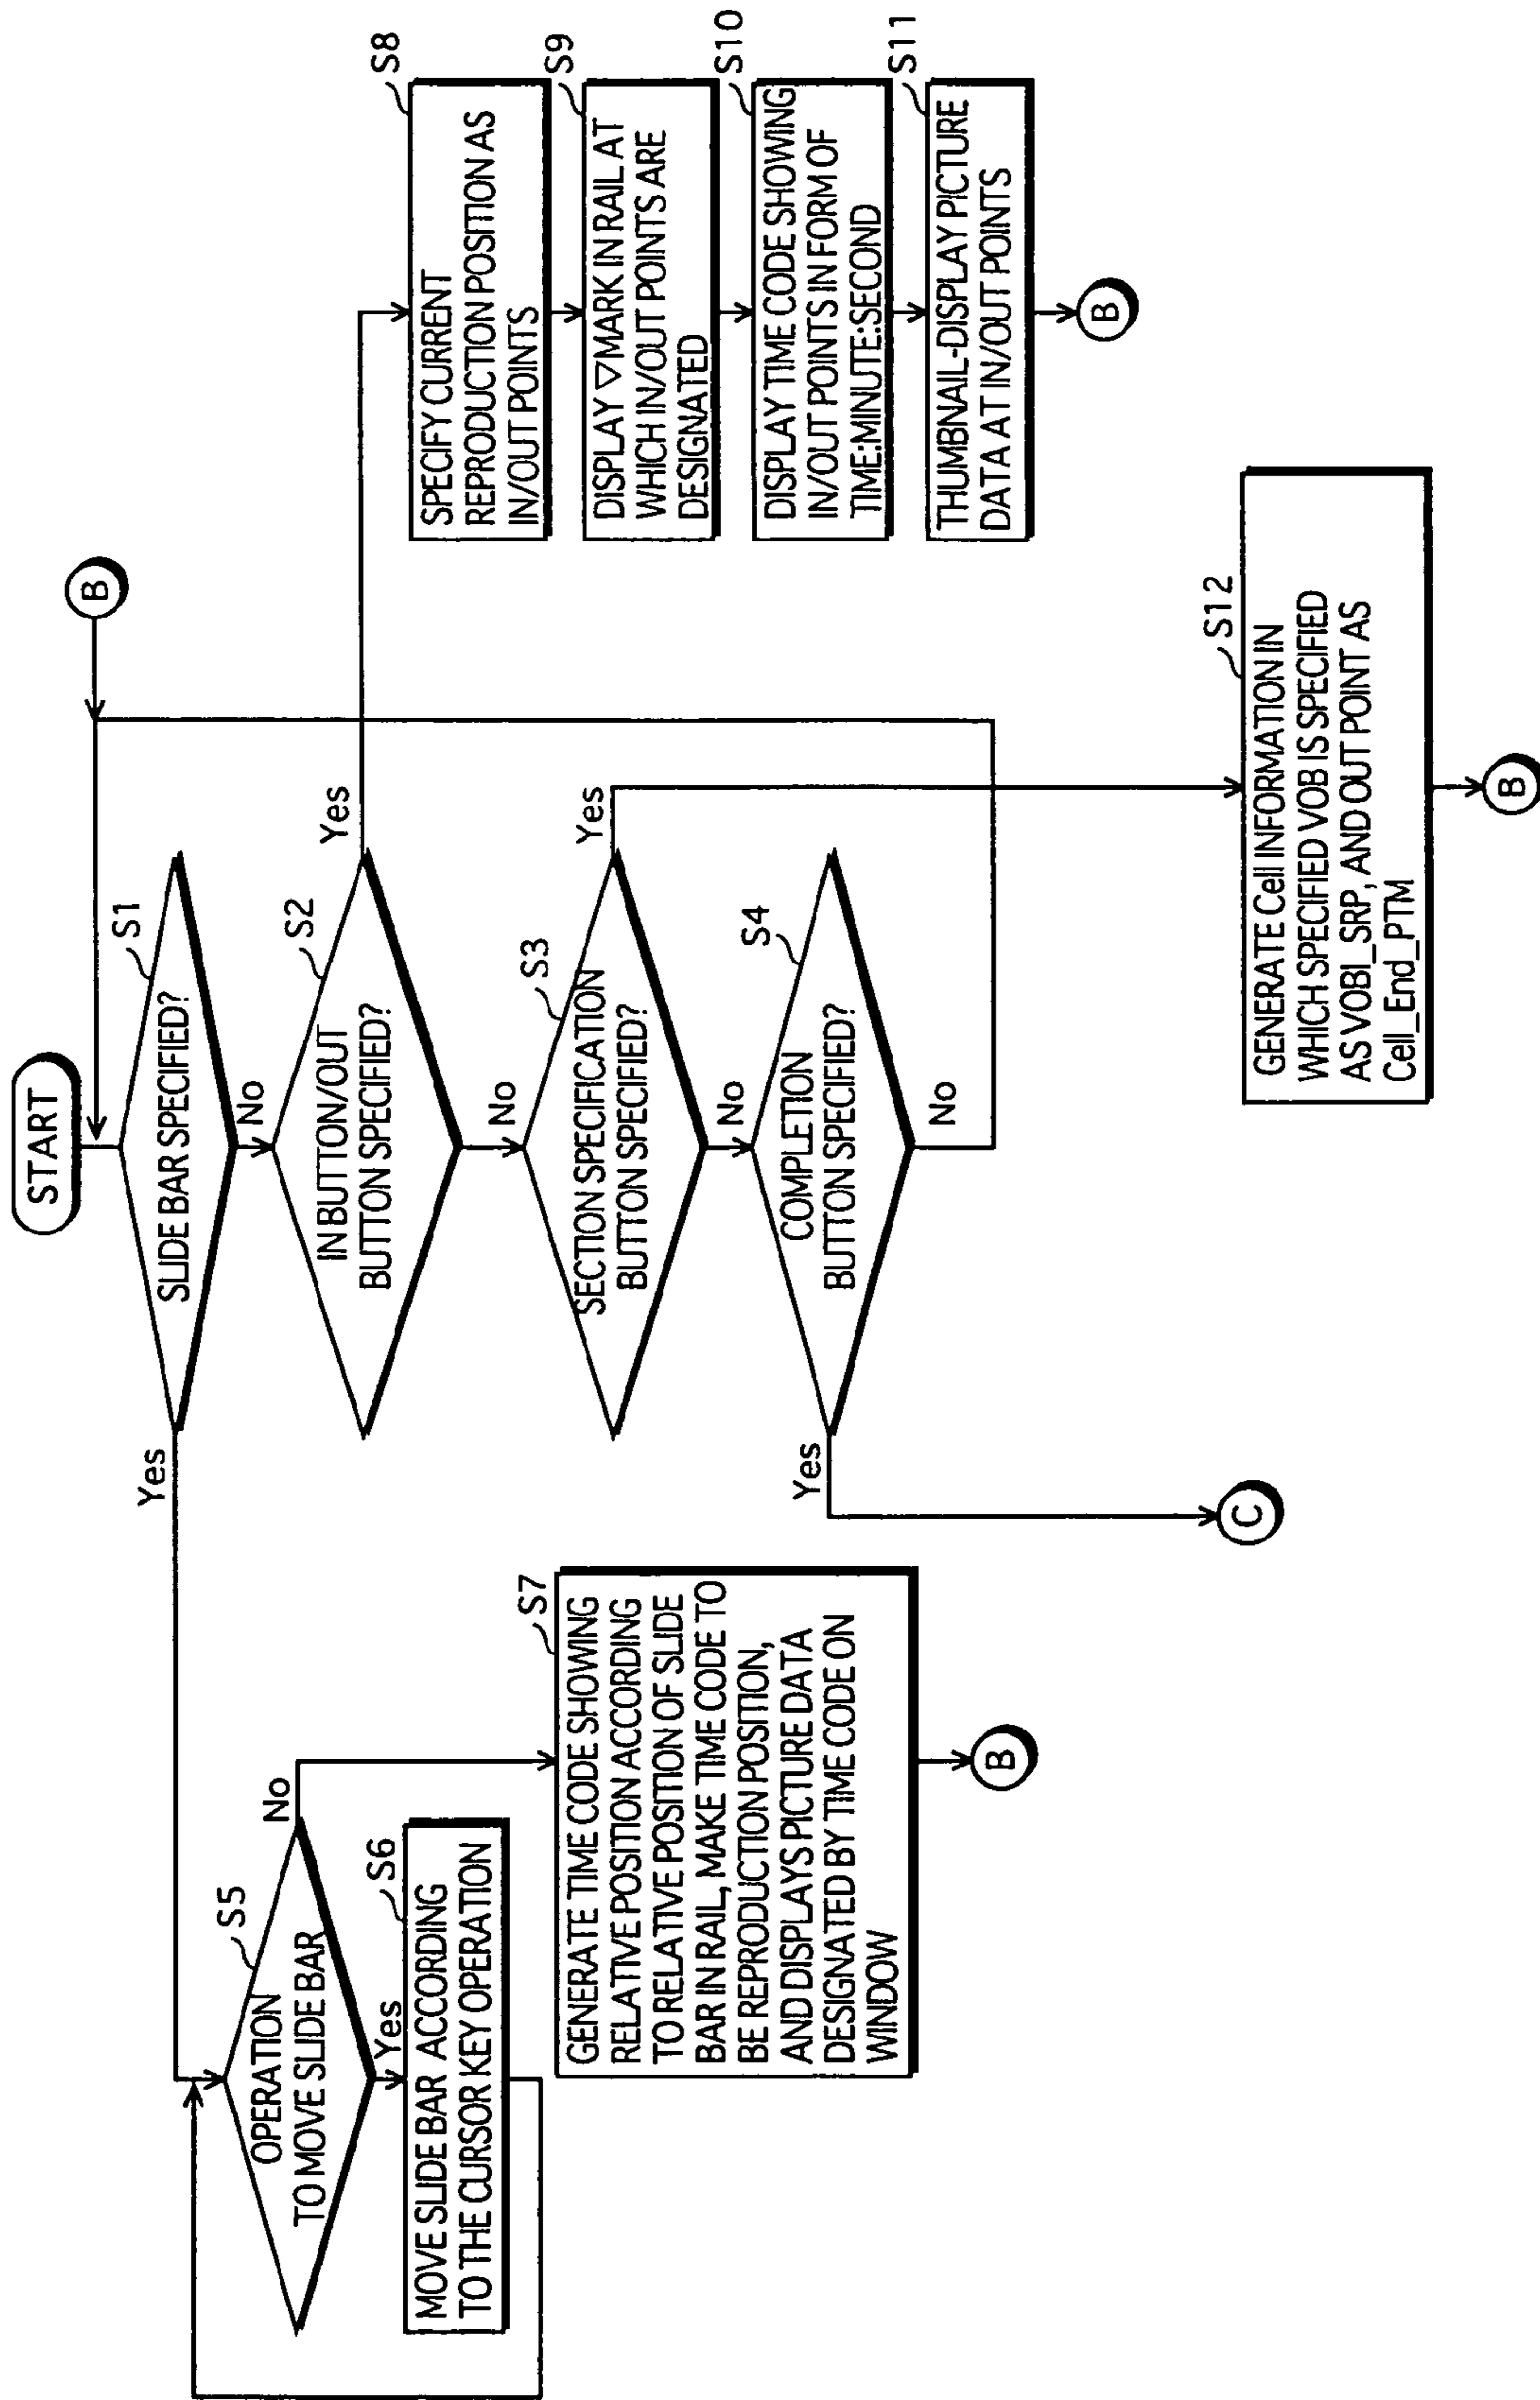 START
B
S1
SLIDE BAR SPECIFIED?
Yes
No
S2
IN BUTTON/OUT
BUTTON SPECIFIED?
Yes
No
S3
SECTION SPECIFICATION
BUTTON SPECIFIED?
Yes
No
S4
COMPLETION
BUTTON SPECIFIED?
Yes
No
C
S5
OPERATION
TO MOVE SLIDE BAR
No
Yes
S6
MOVE SLIDE BAR ACCORDING
TO THE CURSOR KEY OPERATION
S7
GENERATE TIME CODE SHOWING
RELATIVE POSITION ACCORDING
TO RELATIVE POSITION OF SLIDE
BAR IN RAIL, MAKE TIME CODE TO
BE REPRODUCTION POSITION,
AND DISPLAYS PICTURE DATA
DESIGNATED BY TIME CODE ON
WINDOW
B
S8
SPECIFY CURRENT
REPRODUCTION POSITION AS
IN/OUT POINTS
S9
DISPLAY ▽MARK IN RAIL AT
WHICH IN/OUT POINTS ARE
DESIGNATED
S10
DISPLAY TIME CODE SHOWING
IN/OUT POINTS IN FORM OF
TIME:MINUTE:SECOND
S11
THUMBNAIL-DISPLAY PICTURE
DATA AT IN/OUT POINTS
B
S12
GENERATE Cell INFORMATION IN
WHICH SPECIFIED VOB IS SPECIFIED
AS VOBI_SRP, AND OUT POINT AS
Cell_End_PTM
B